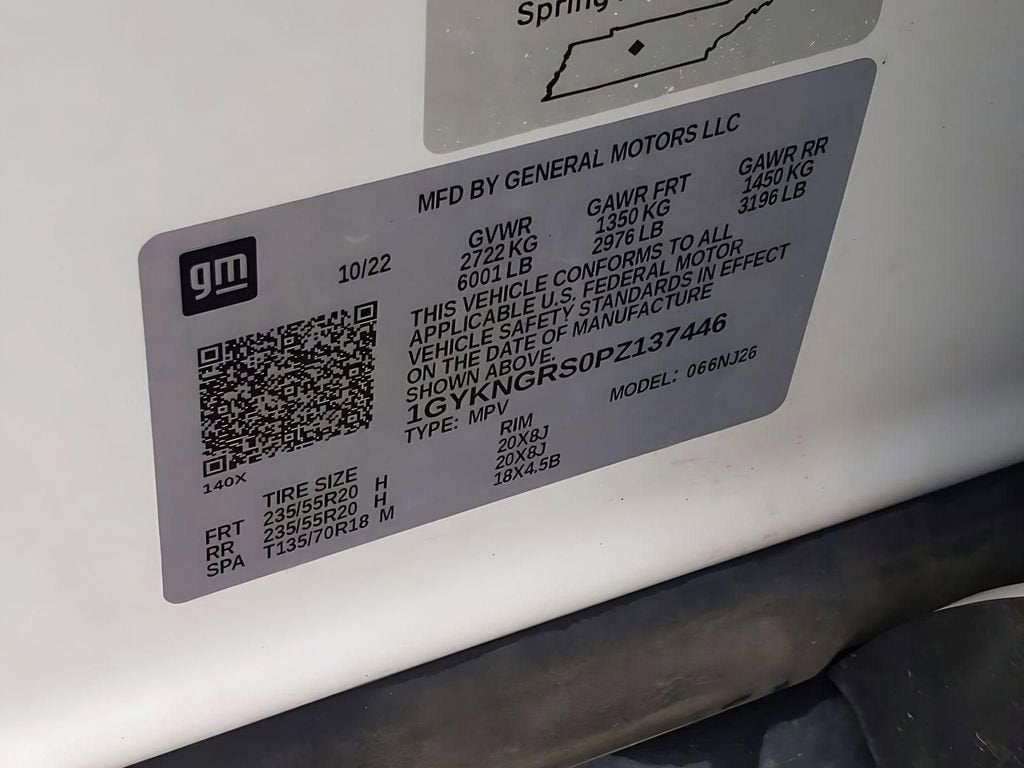 Spring
MFD BY GENERAL MOTORS LLC
gm
10/22
GVWR
2722 KG
6001 LB
GAWR FRT
1350 KG
2976 LB
GAWR RR
1450 KG
3196 LB
THIS VEHICLE CONFORMS TO ALL
APPLICABLE U.S. FEDERAL MOTOR
VEHICLE SAFETY STANDARDS IN EFFECT
ON THE DATE OF MANUFACTURE
SHOWN ABOVE.
1GYKNGRS0PZ137446
TYPE: MPV
MODEL: 066NJ26
140X
TIRE SIZE RIM
FRT 235/55R20 H 20X8J
RR 235/55R20 H 20X8J
SPA T135/70R18 M 18X4.5B